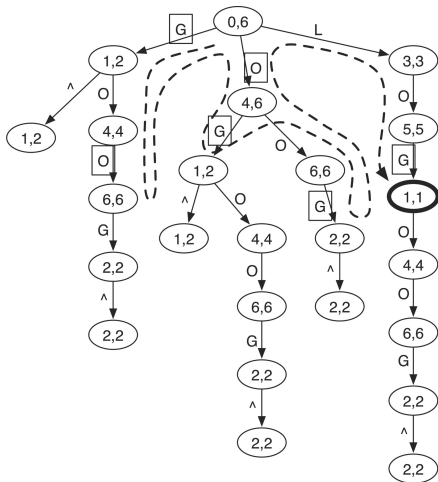 G 0,6 L
1,2 O 3,3
^ O 4,6 O
1,2 4,4 G O 5,5
O 1,2 6,6 G
6,6 ^ O G 1,1
G 1,2 4,4 2,2 O
2,2 O ^ 4,4
^ 6,6 2,2 O
2,2 G 6,6
2,2 G
^ 2,2
2,2 ^
2,2